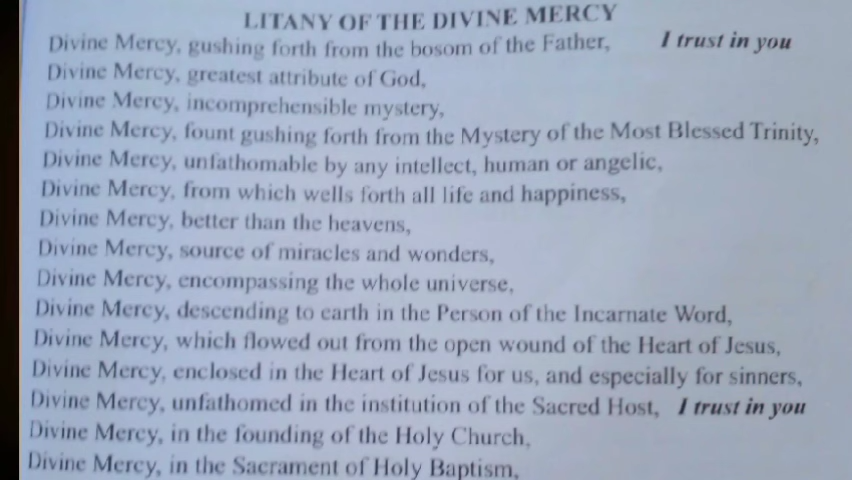 LITANY OF THE DIVINE MERCY
Divine Mercy, gushing forth from the bosom of the Father, I trust in you
Divine Mercy, greatest attribute of God,
Divine Mercy, incomprehensible mystery,
Divine Mercy, fount gushing forth from the Mystery of the Most Blessed Trinity,
Divine Mercy, unfathomable by any intellect, human or angelic,
Divine Mercy, from which wells forth all life and happiness,
Divine Mercy, better than the heavens,
Divine Mercy, source of miracles and wonders,
Divine Mercy, encompassing the whole universe,
Divine Mercy, descending to earth in the Person of the Incarnate Word,
Divine Mercy, which flowed out from the open wound of the Heart of Jesus,
Divine Mercy, enclosed in the Heart of Jesus for us, and especially for sinners,
Divine Mercy, unfathomed in the institution of the Sacred Host, I trust in you
Divine Mercy, in the founding of the Holy Church,
Divine Mercy, in the Sacrament of Holy Baptism,